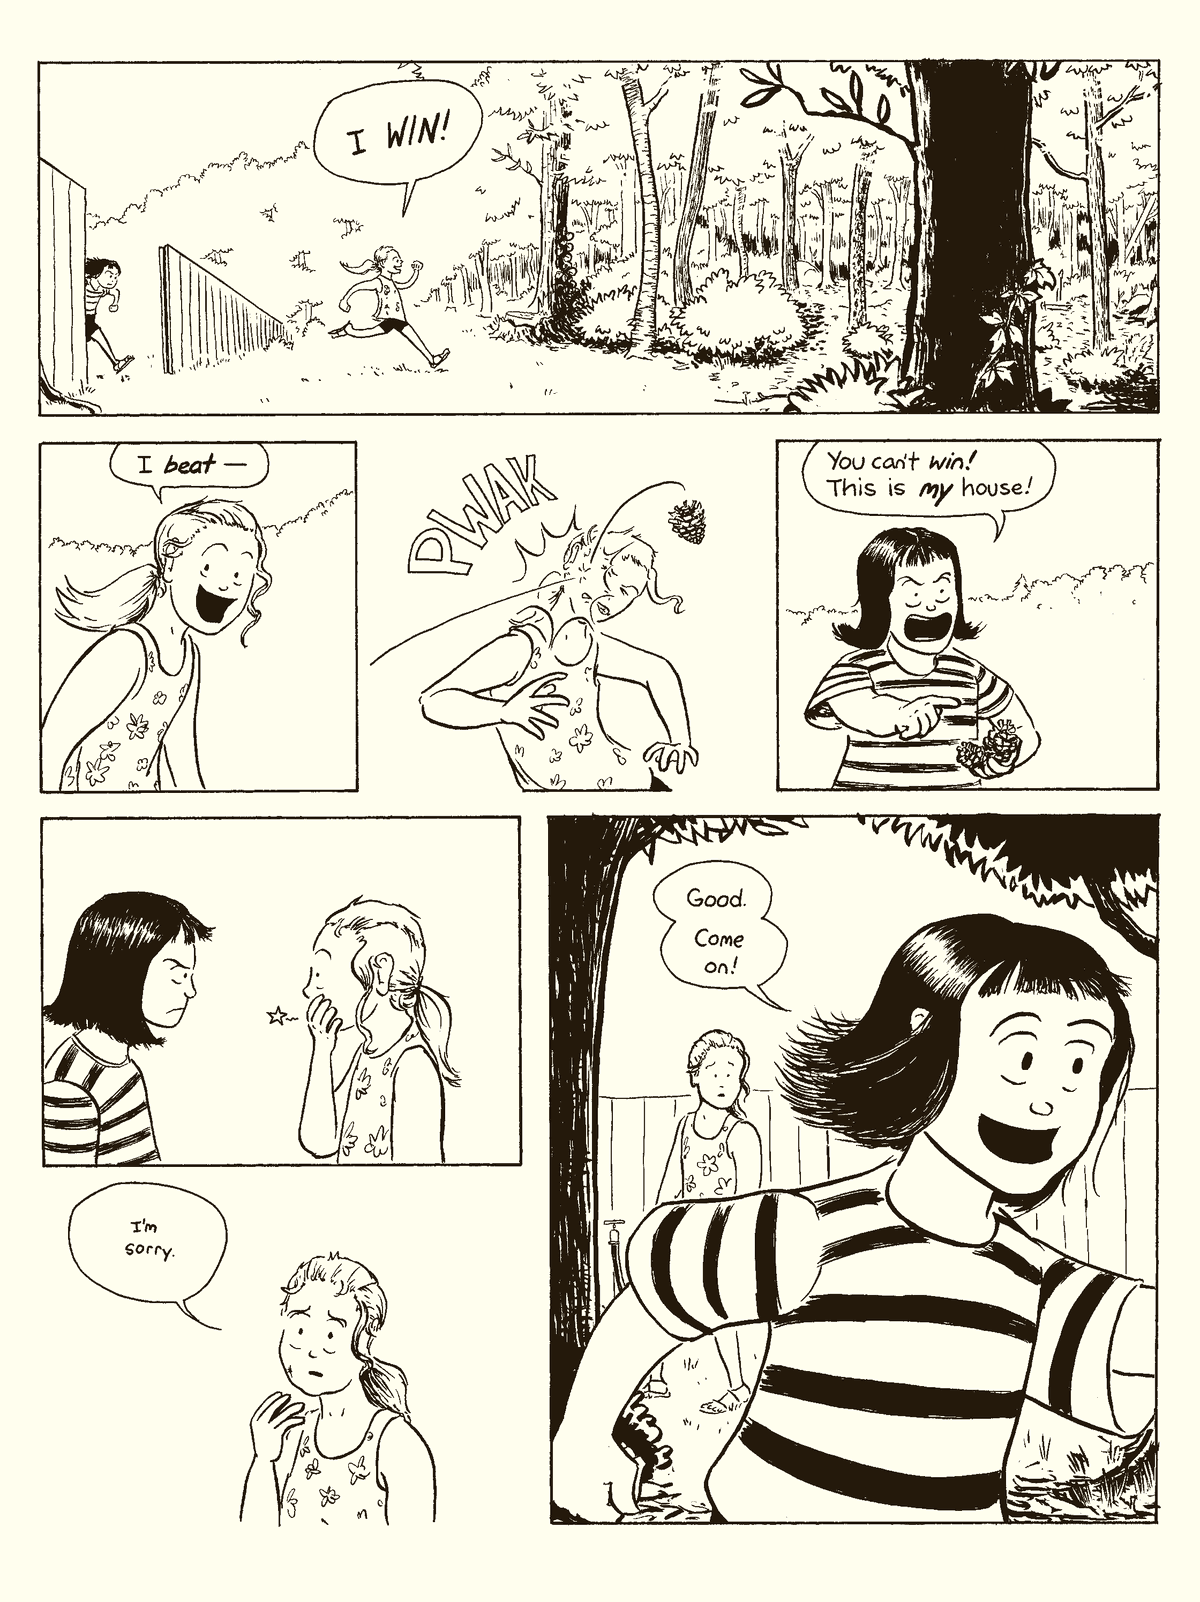 I WIN!
I beat —
PWAK
You can't win!
This is my house!
I'm
sorry.
Good.
Come
on!